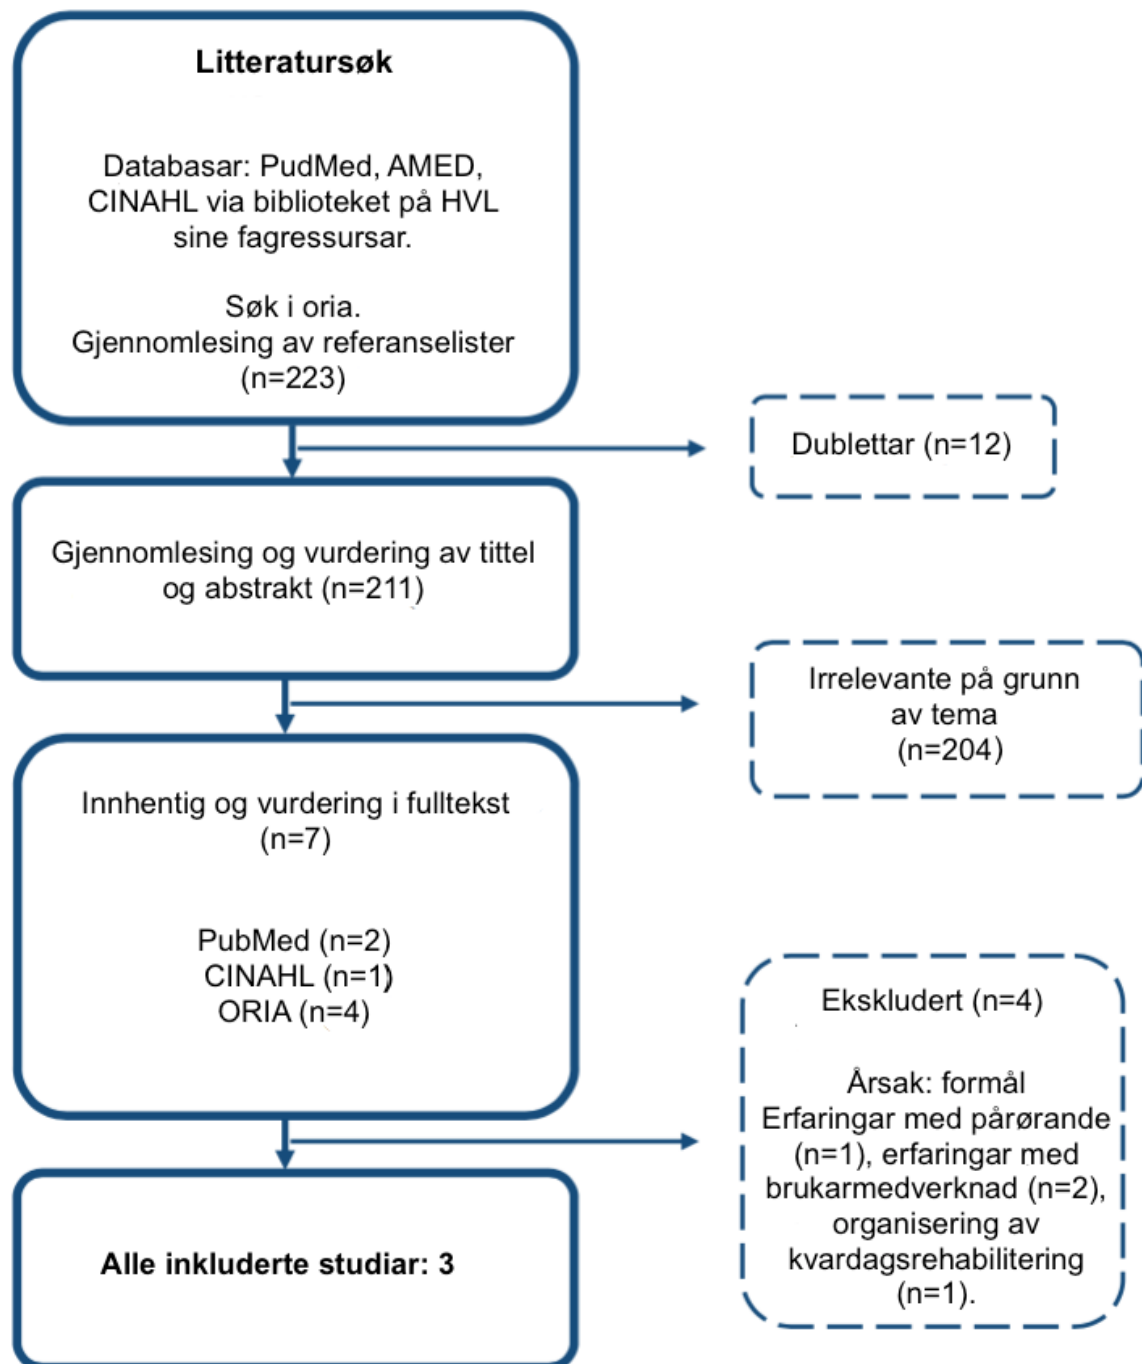 Litteratursøk
Databasar: PudMed, AMED,
CINAHL via biblioteket på HVL
sine fagressursar.
Søk i oria.
Gjennomlesing av referanselister
(n=223)
Dublettar (n=12)
Gjennomlesing og vurdering av tittel
og abstrakt (n=211)
Irrelevante på grunn
av tema
(n=204)
Innhentig og vurdering i fulltekst
(n=7)
PubMed (n=2)
CINAHL (n=1)
ORIA (n=4)
Ekskludert (n=4)
Årsak: formål
Erfaringar med pårørande
(n=1), erfaringar med
brukarmedverknad (n=2),
organisering av
kvardagsrehabilitering
(n=1).
Alle inkluderte studiar: 3